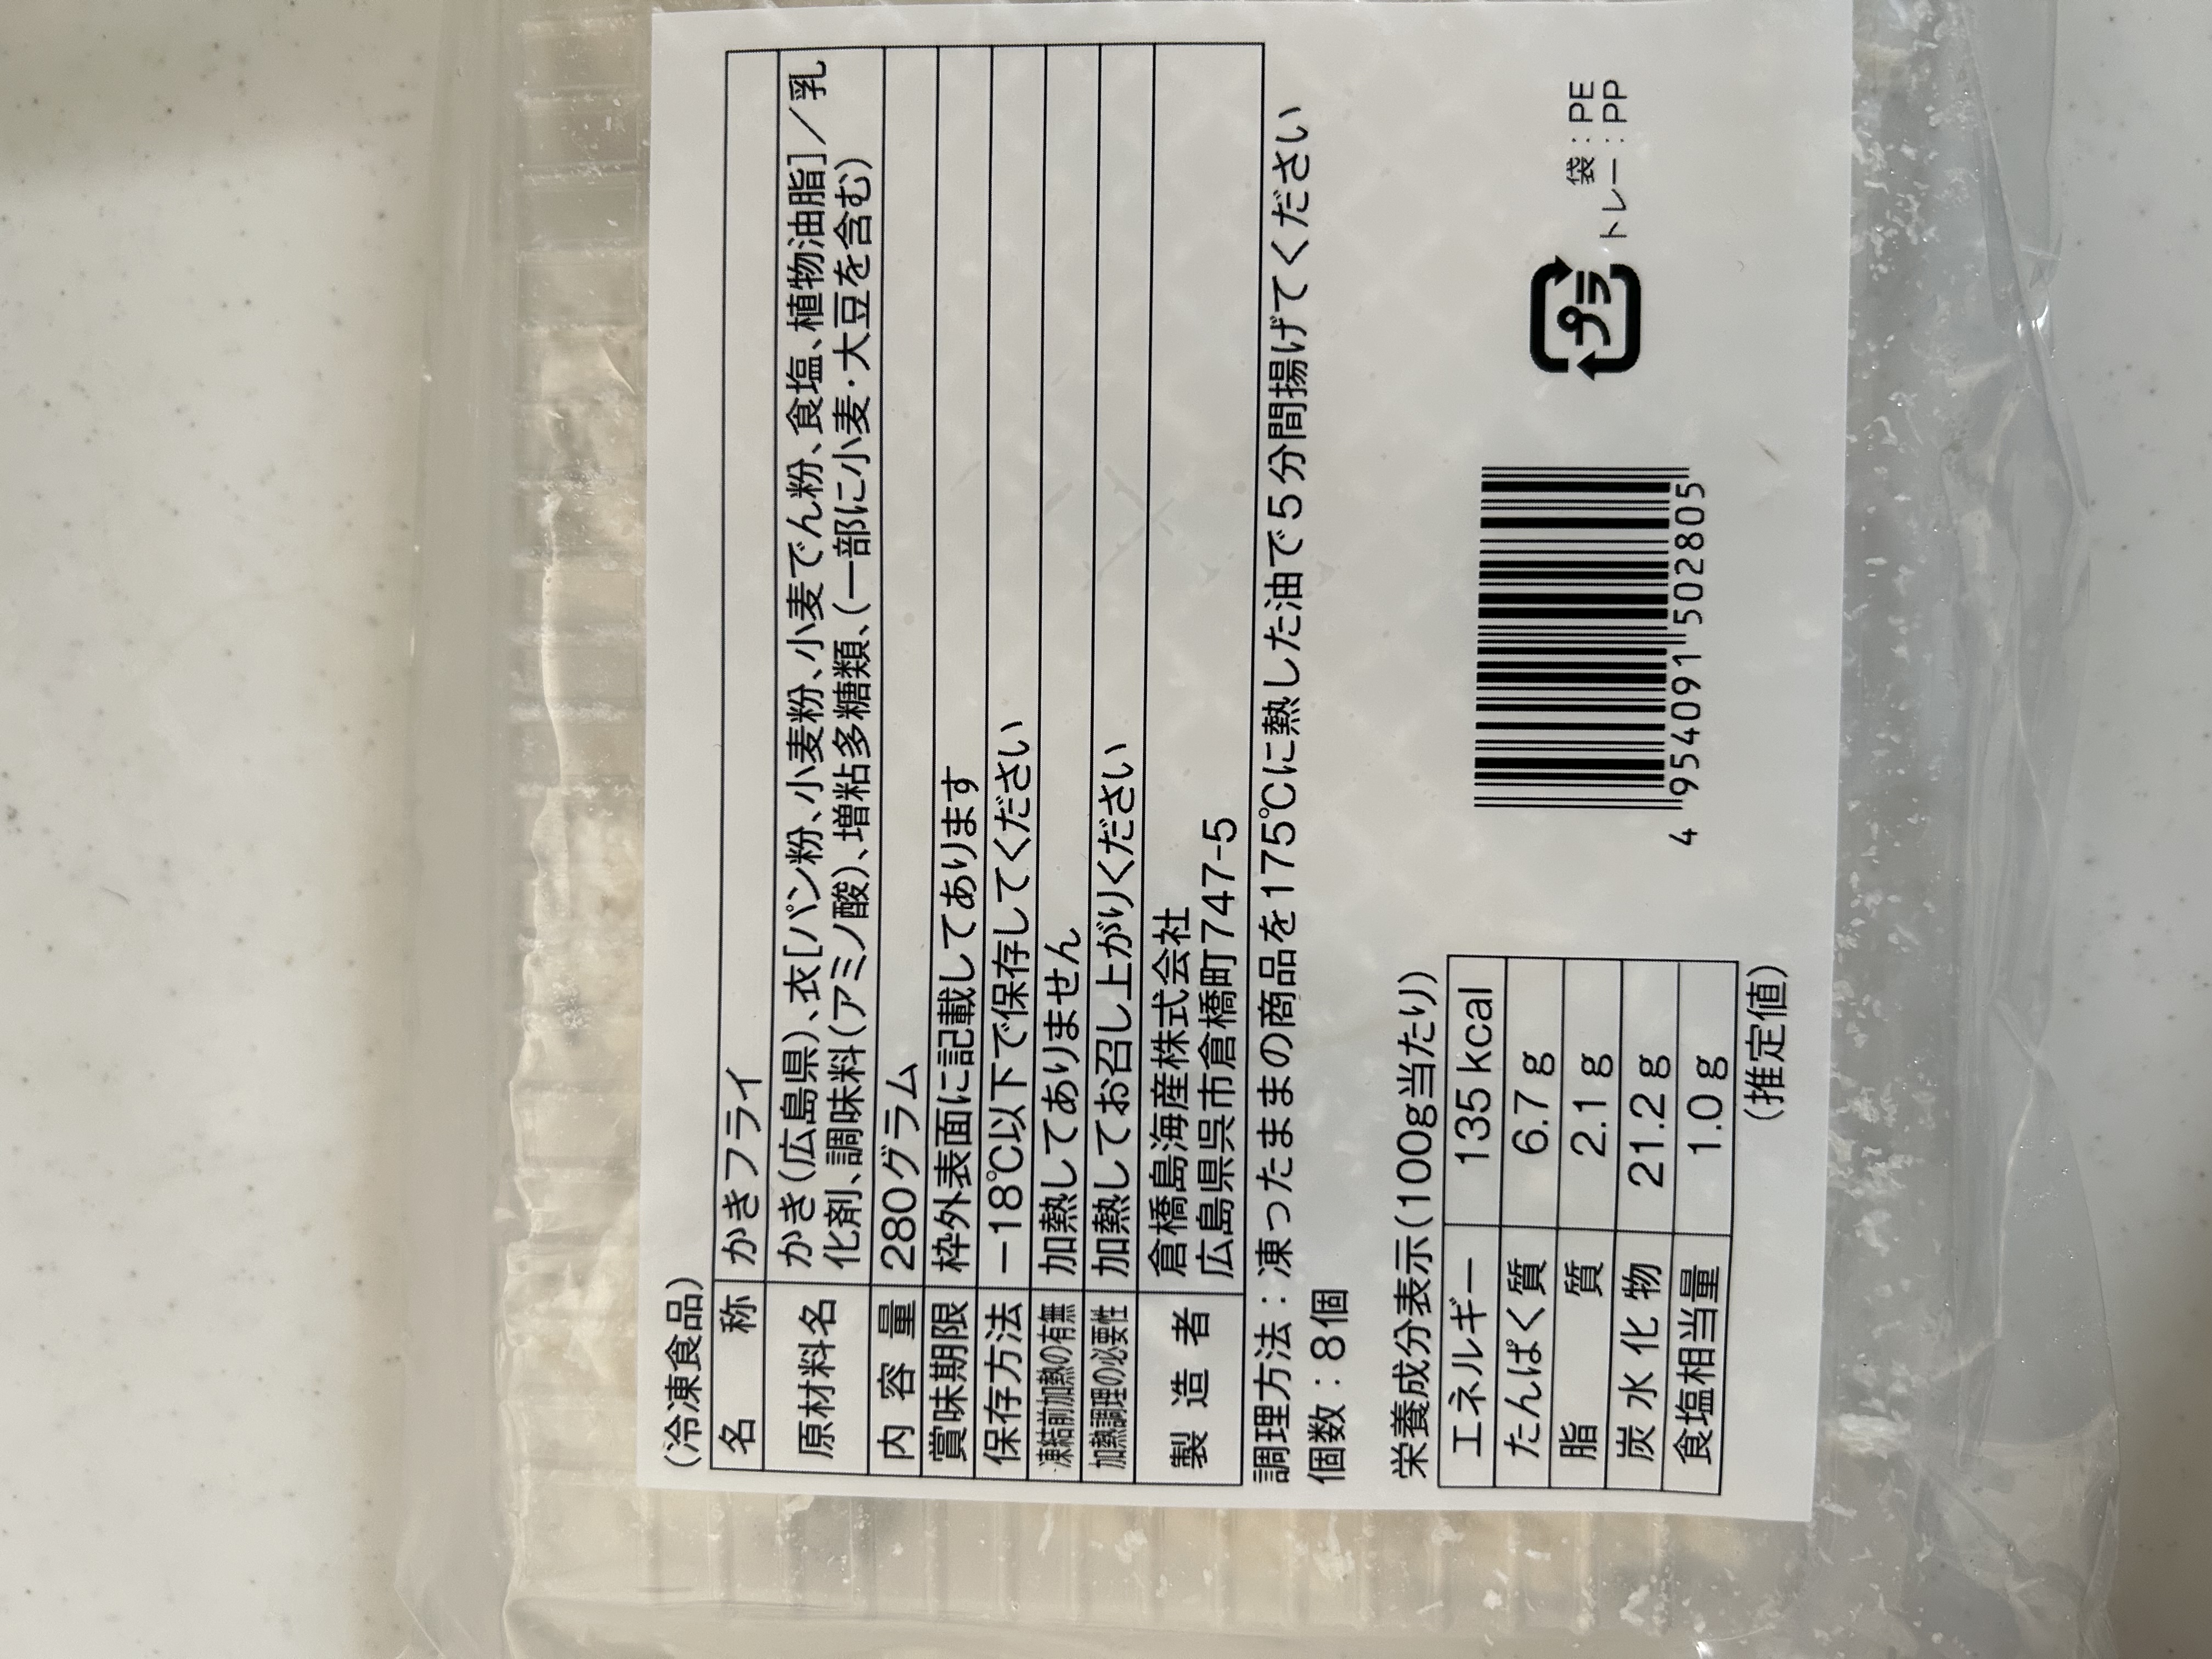 (冷凍食品)
名称 かきフライ
原材料名 かき(広島県)、衣[パン粉、小麦粉、小麦でん粉、食塩、植物油脂]/乳
化剤、調味料(アミノ酸)、増粘多糖類、(一部に小麦・大豆を含む)
内容量 280グラム
賞味期限 枠外表面に記載してあります
保存方法 -18℃以下で保存してください
凍結前加熱の有無 加熱してありません
加熱調理の必要性 加熱してお召し上がりください
製造者 倉橋島海産株式会社
広島県呉市倉橋町747-5
調理方法:凍ったままの商品を175℃に熱した油で5分間揚げてください
個数:8個
栄養成分表示(100g当たり)
エネルギー 135kcal
たんぱく質 6.7g
脂質 2.1g
炭水化物 21.2g
食塩相当量 1.0g
(推定値)
4 954091 502805
プラ
袋:PE
トレー:PP